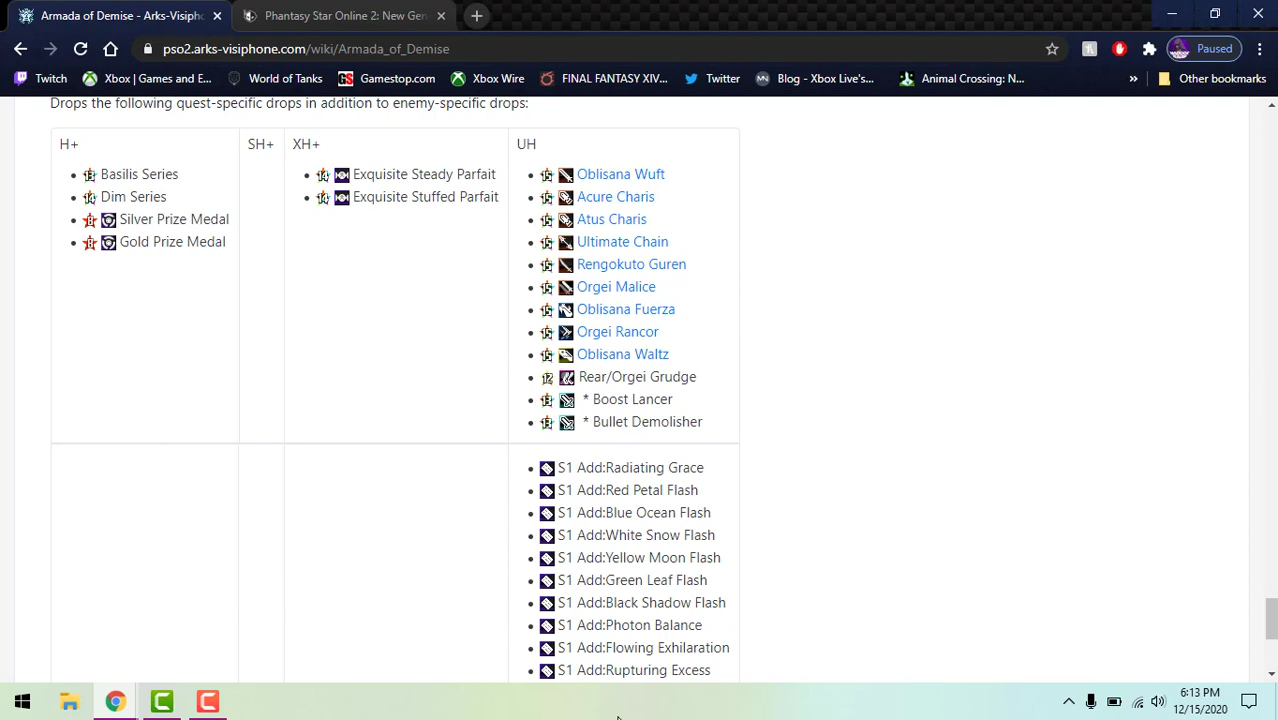 Armada of Demise - Arks-Visipho
Phantasy Star Online 2: New Gen
pso2.arks-visiphone.com/wiki/Armada_of_Demise
Paused
Twitch
Xbox | Games and E...
World of Tanks
Gamestop.com
Xbox Wire
FINAL FANTASY XIV...
Twitter
Blog - Xbox Live's...
Animal Crossing: N...
»
Other bookmarks
Drops the following quest-specific drops in addition to enemy-specific drops:
H+
Basilis Series
Dim Series
Silver Prize Medal
Gold Prize Medal
SH+
XH+
Exquisite Steady Parfait
Exquisite Stuffed Parfait
UH
Oblisana Wuft
Acure Charis
Atus Charis
Ultimate Chain
Rengokuto Guren
Orgei Malice
Oblisana Fuerza
Orgei Rancor
Oblisana Waltz
Rear/Orgei Grudge
* Boost Lancer
* Bullet Demolisher
S1 Add:Radiating Grace
S1 Add:Red Petal Flash
S1 Add:Blue Ocean Flash
S1 Add:White Snow Flash
S1 Add:Yellow Moon Flash
S1 Add:Green Leaf Flash
S1 Add:Black Shadow Flash
S1 Add:Photon Balance
S1 Add:Flowing Exhilaration
S1 Add:Rupturing Excess
6:13 PM
12/15/2020